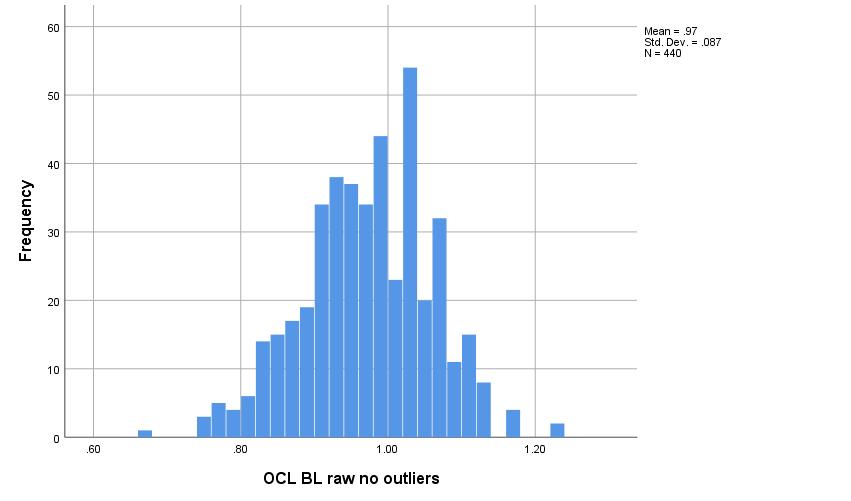 60
50
40
30
20
10
0
Frequency
.60 .80 1.00 1.20
OCL BL raw no outliers
Mean = .97
Std. Dev. = .087
N = 440